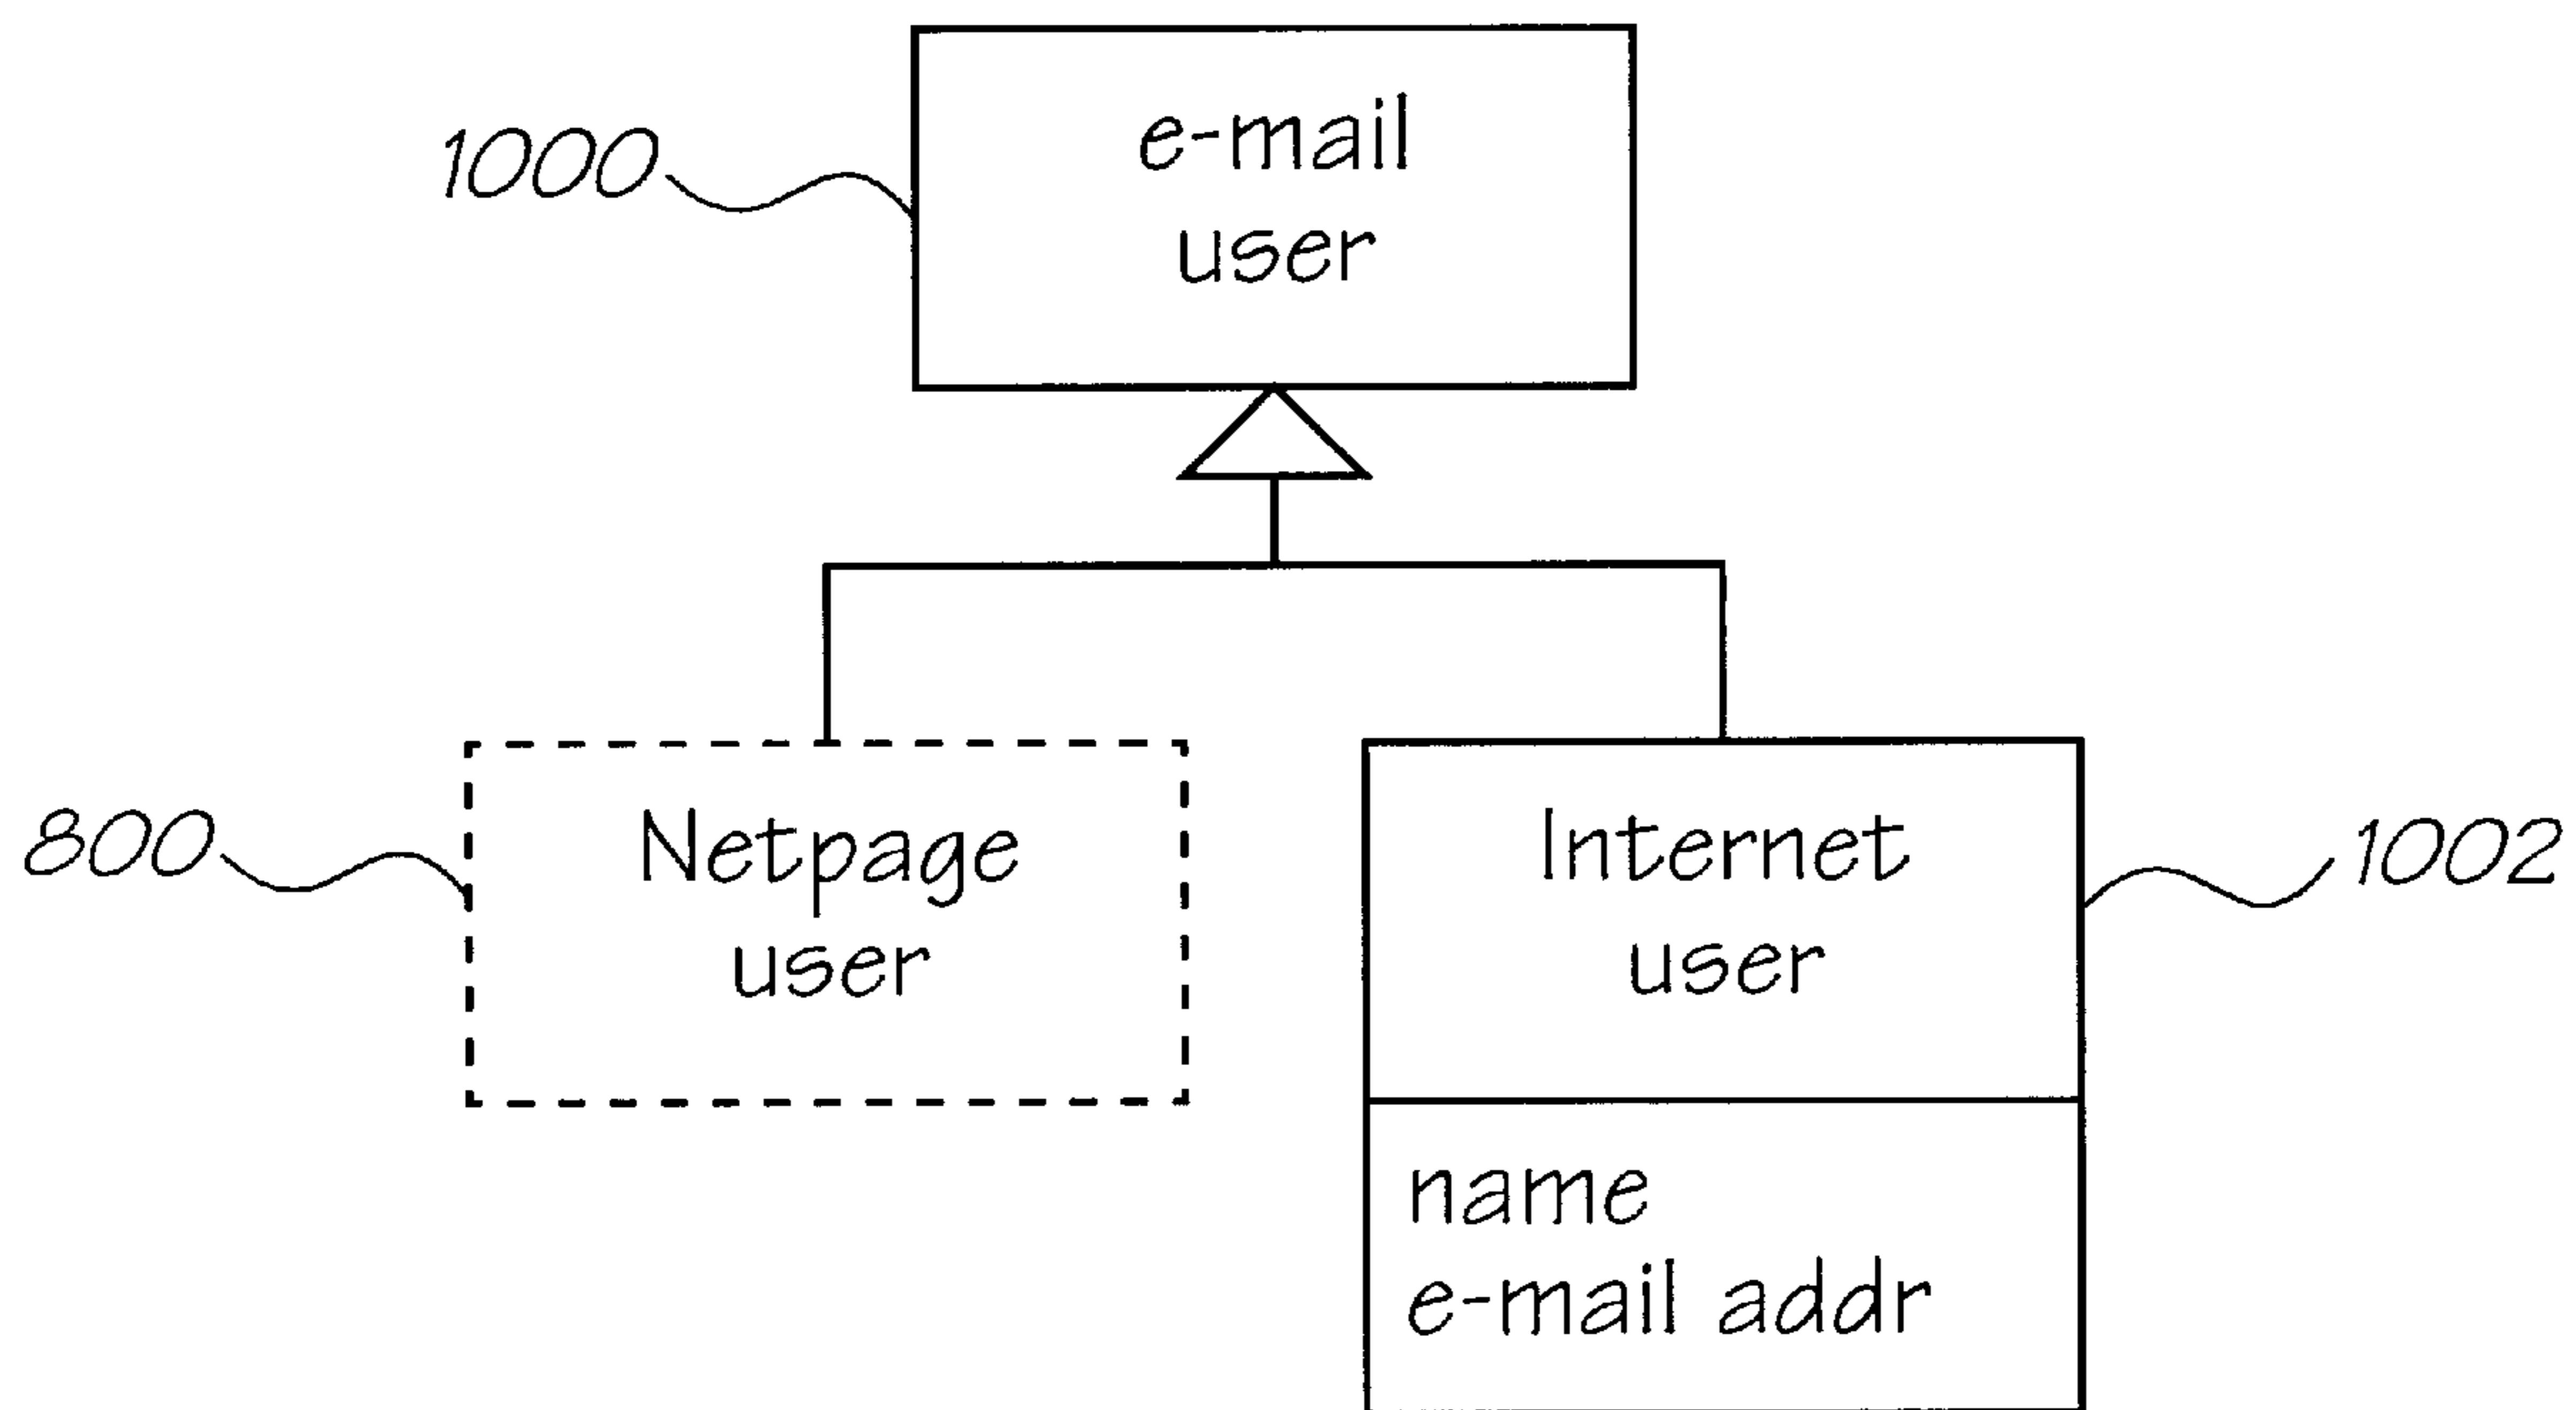 1000
e-mail
user
800
Netpage
user
Internet
user
1002
name
e-mail addr